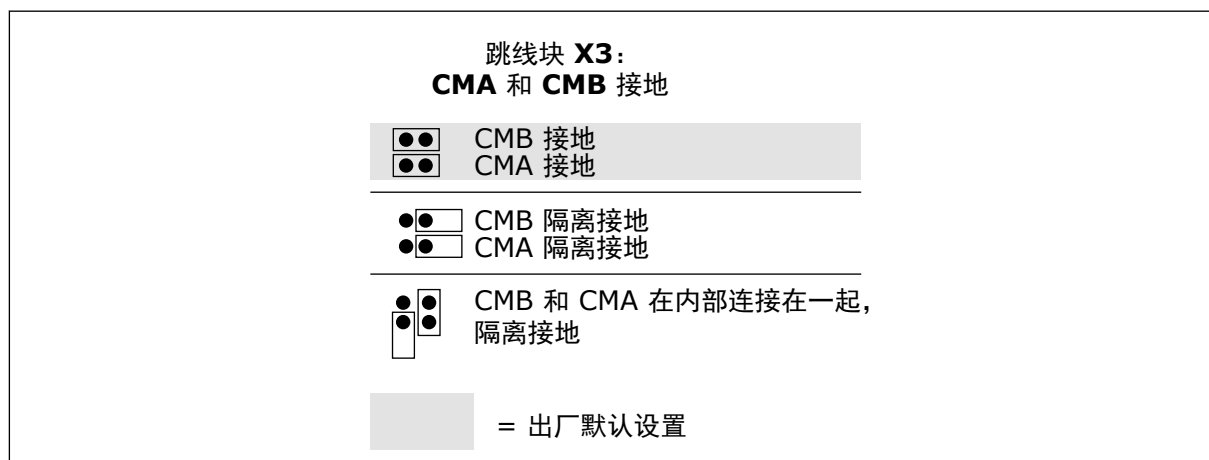 跳线块 X3：
CMA 和 CMB 接地
CMB 接地
CMA 接地
CMB 隔离接地
CMA 隔离接地
CMB 和 CMA 在内部连接在一起，
隔离接地
= 出厂默认设置